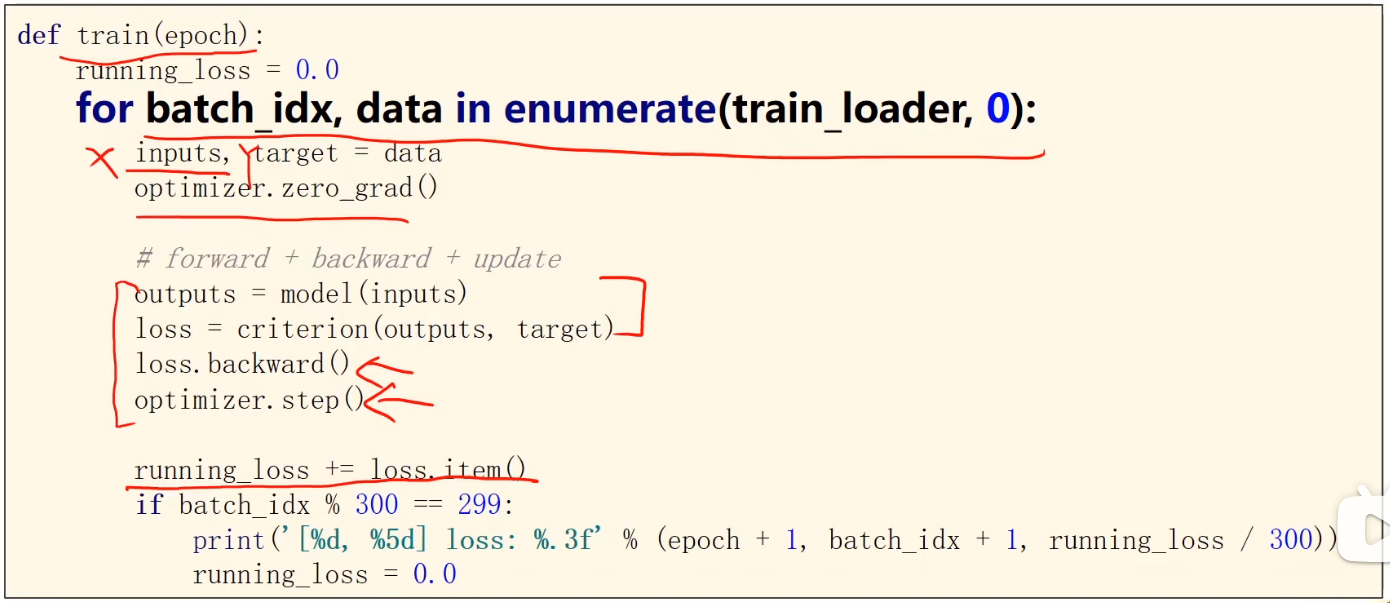 def train(epoch):
running_loss = 0.0
for batch_idx, data in enumerate(train_loader, 0):
X inputs, Y target = data
optimizer.zero_grad()
# forward + backward + update
outputs = model(inputs)
loss = criterion(outputs, target)
loss.backward()
optimizer.step()
running_loss += loss.item()
if batch_idx % 300 == 299:
print('[%d, %5d] loss: %.3f' % (epoch + 1, batch_idx + 1, running_loss / 300))
running_loss = 0.0